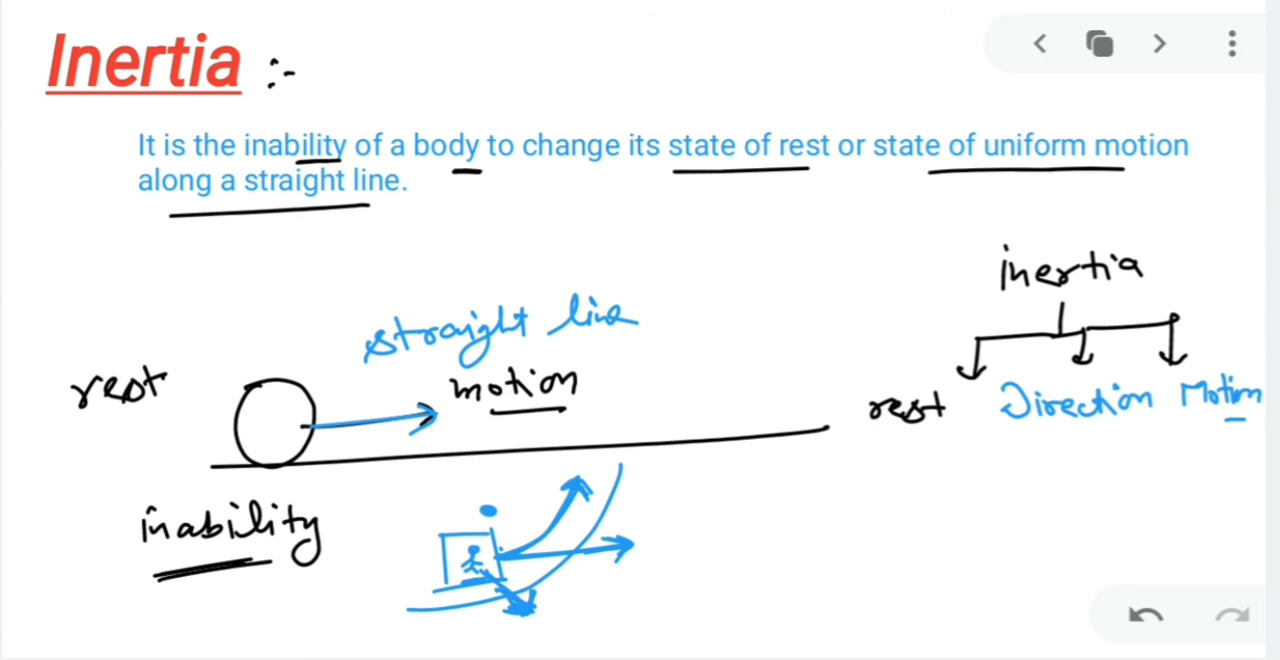 Inertia :-
It is the inability of a body to change its state of rest or state of uniform motion
along a straight line.
inertia
rest Direction Motion
straight line
rest motion
inability